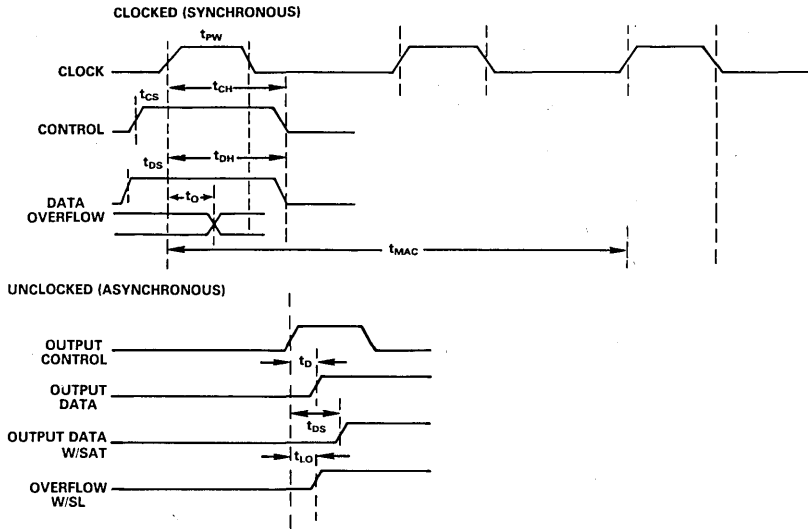 CLOCKED (SYNCHRONOUS)
tPW
CLOCK
tCH
tCS
CONTROL
tDS
tDH
tO
DATA
OVERFLOW
tMAC
UNCLOCKED (ASYNCHRONOUS)
OUTPUT
CONTROL
tD
OUTPUT
DATA
tDS
OUTPUT DATA
W/SAT
tLO
OVERFLOW
W/SL